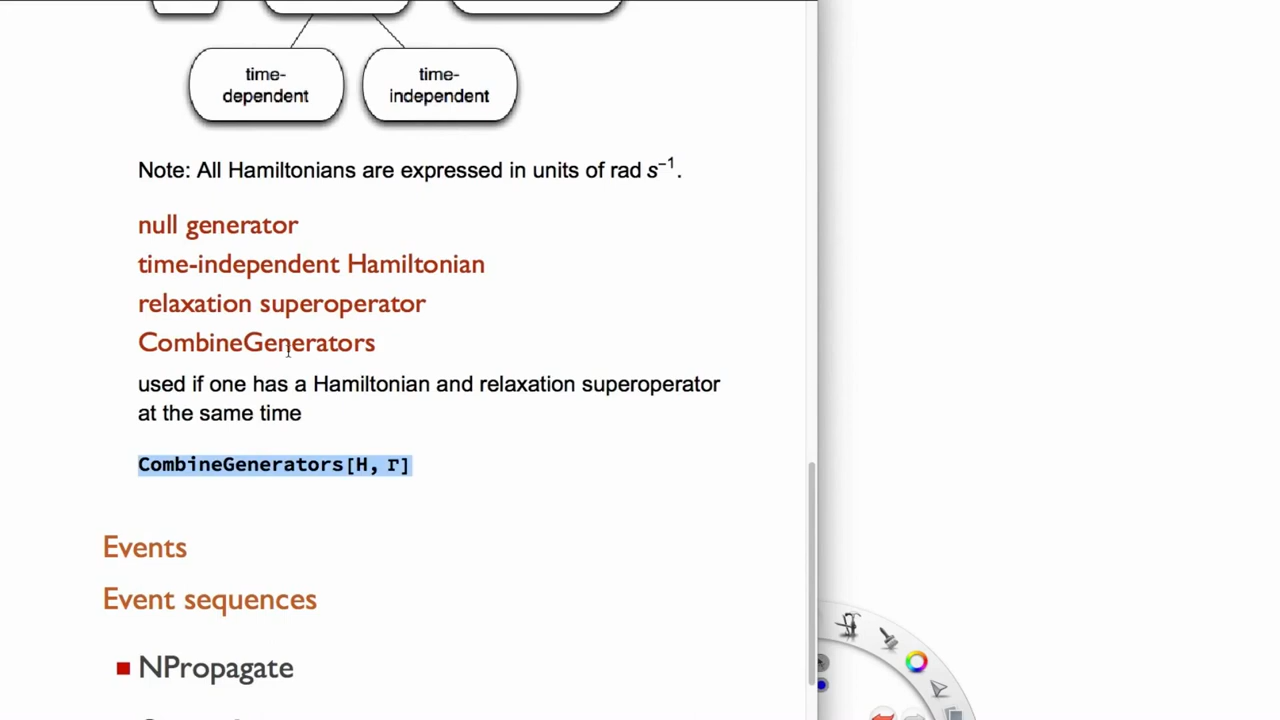 time-
dependent
time-
independent
Note: All Hamiltonians are expressed in units of rad s⁻¹.
null generator
time-independent Hamiltonian
relaxation superoperator
CombineGenerators
used if one has a Hamiltonian and relaxation superoperator
at the same time
CombineGenerators[H, Γ]
Events
Event sequences
NPropagate